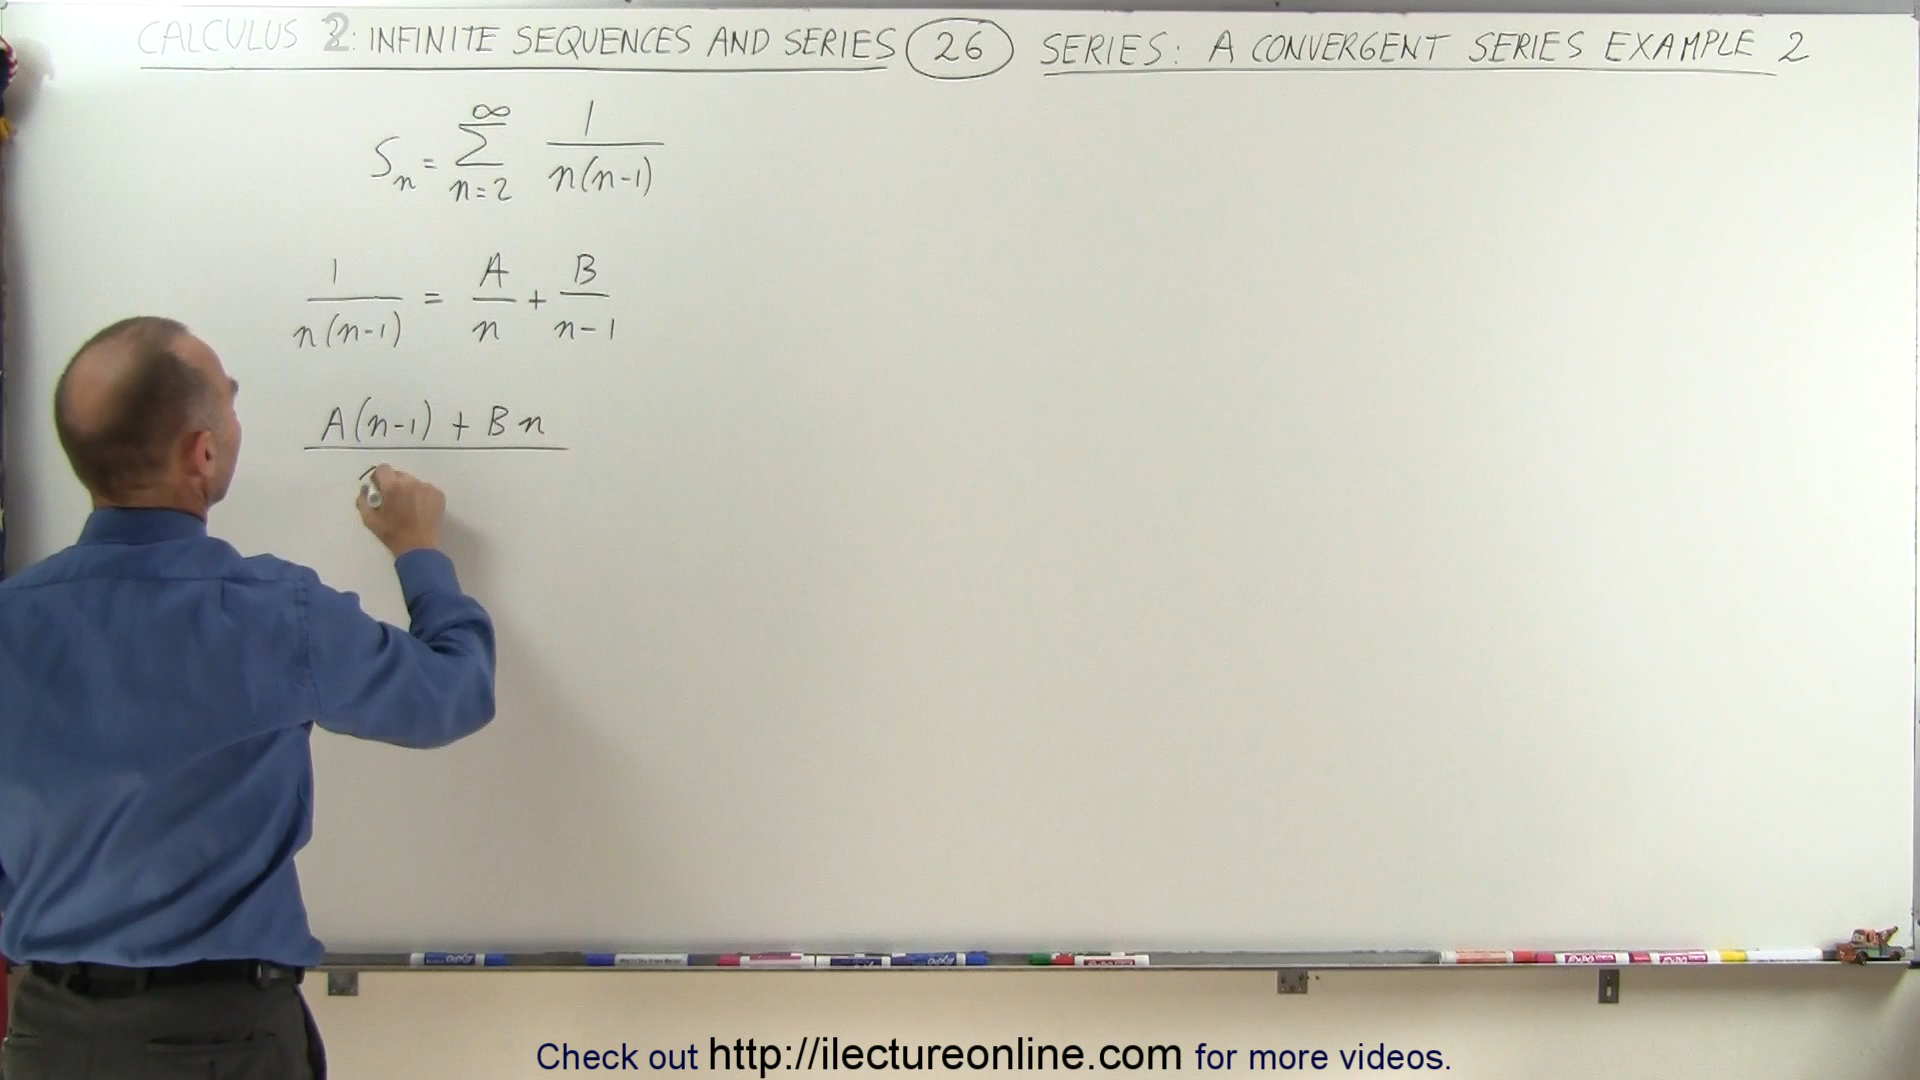 CALCULUS 2: INFINITE SEQUENCES AND SERIES (26) SERIES: A CONVERGENT SERIES EXAMPLE 2
Sₙ = ∑_{n=2}^{∞} 1/(n(n-1))
1/(n(n-1)) = A/n + B/(n-1)
A(n-1) + Bn
EXPO
Check out http://ilectureonline.com for more videos.